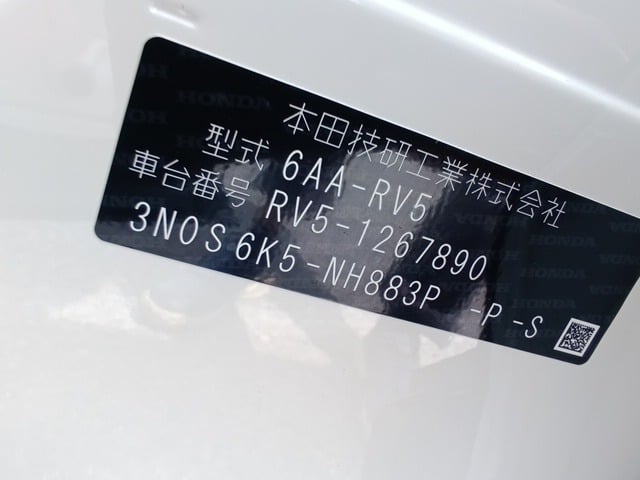 本田技研工業株式会社
型式 6AA-RV5
車台番号 RV5-1267890
3N0S 6K5-NH883P -P-S